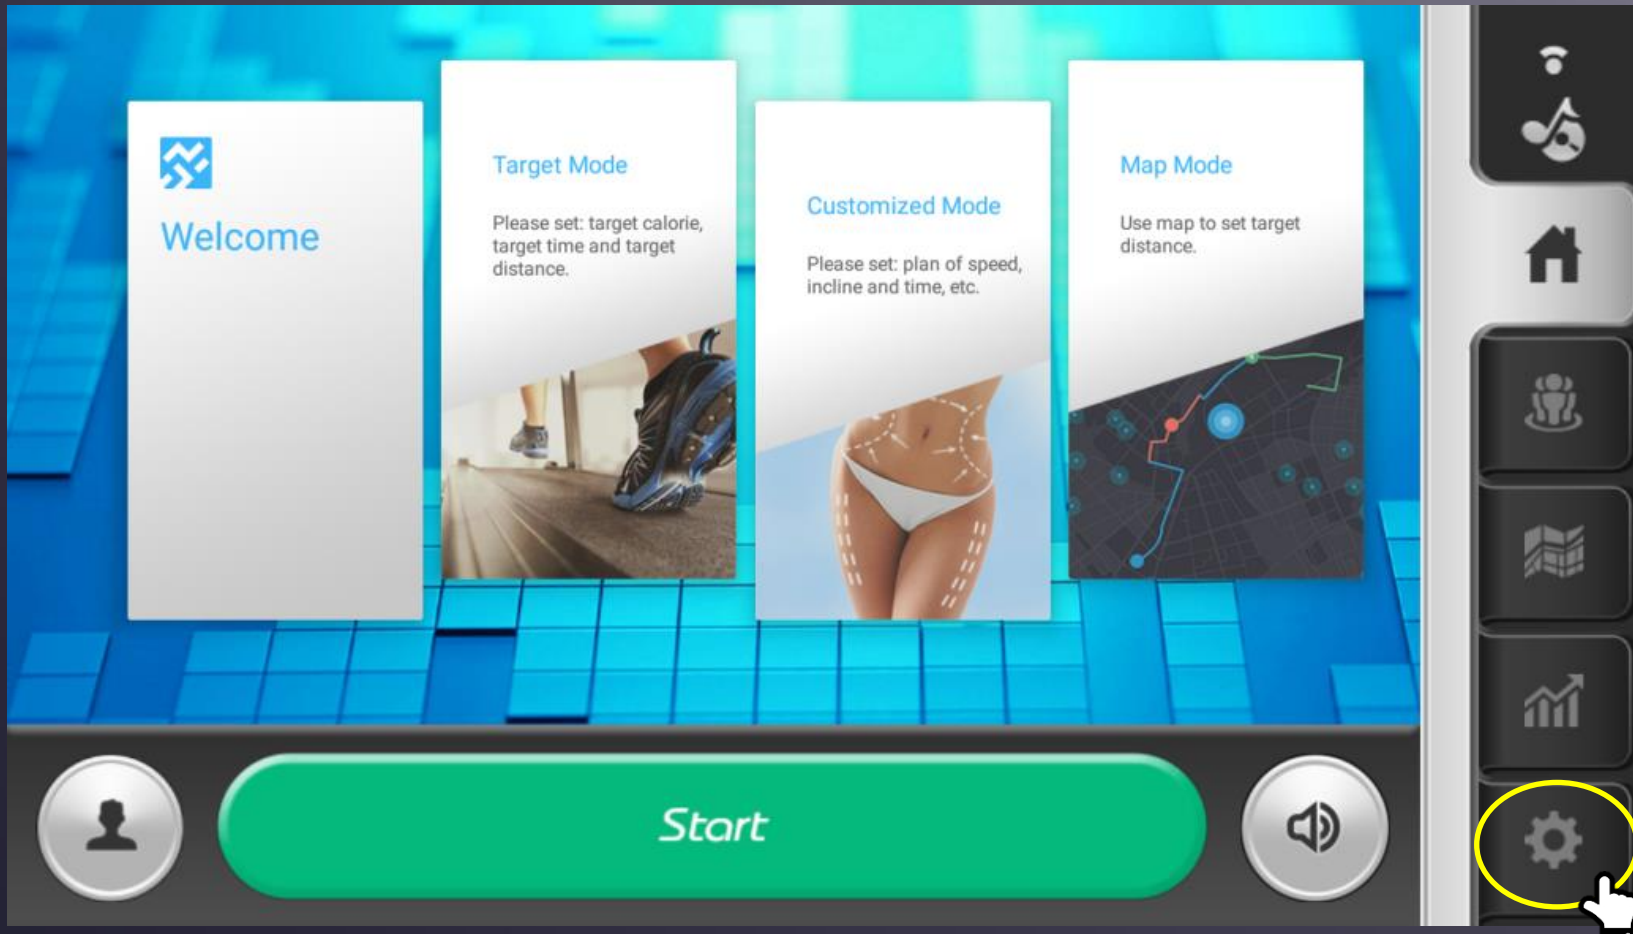 Welcome
Target Mode
Please set: target calorie,
target time and target
distance.
Customized Mode
Please set: plan of speed,
incline and time, etc.
Map Mode
Use map to set target
distance.
Start